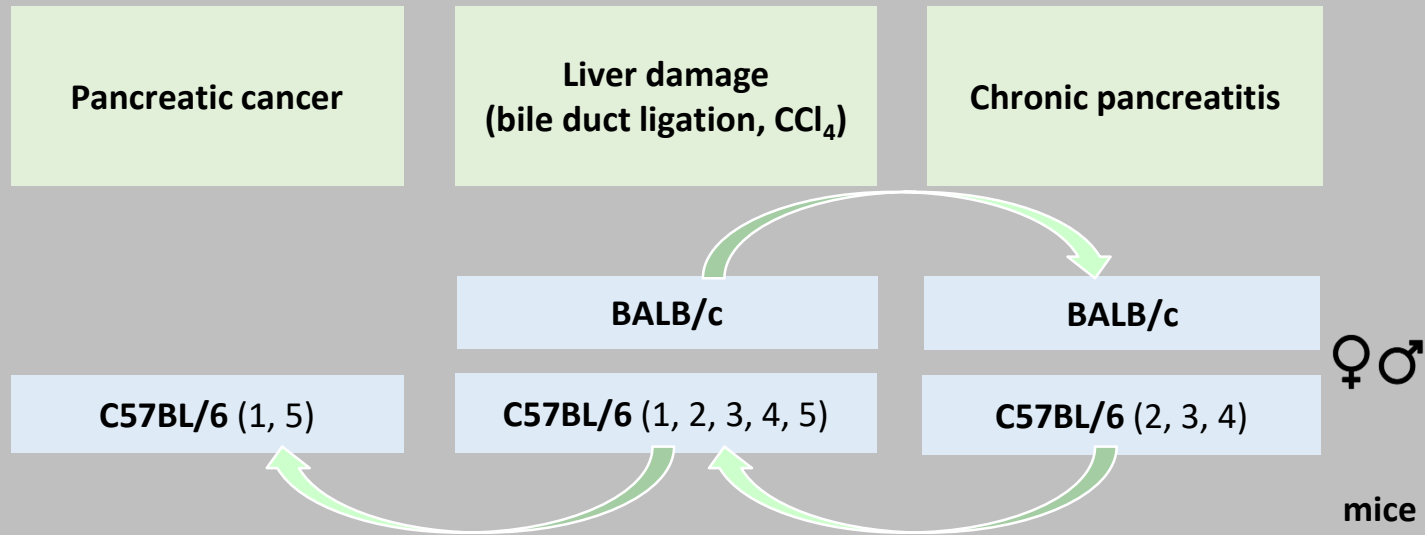 Pancreatic cancer
Liver damage
(bile duct ligation, CCl₄)
Chronic pancreatitis
BALB/c
BALB/c
♀♂
C57BL/6 (1, 5)
C57BL/6 (1, 2, 3, 4, 5)
C57BL/6 (2, 3, 4)
mice